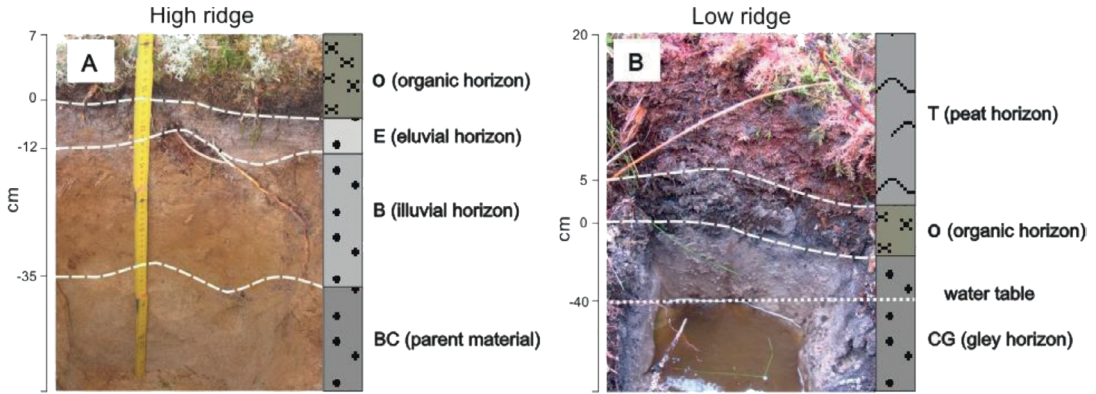 High ridge
7
0
-12
-35
cm
A
O (organic horizon)
E (eluvial horizon)
B (illuvial horizon)
BC (parent material)
Low ridge
20
5
0
-40
cm
B
T (peat horizon)
O (organic horizon)
water table
CG (gley horizon)